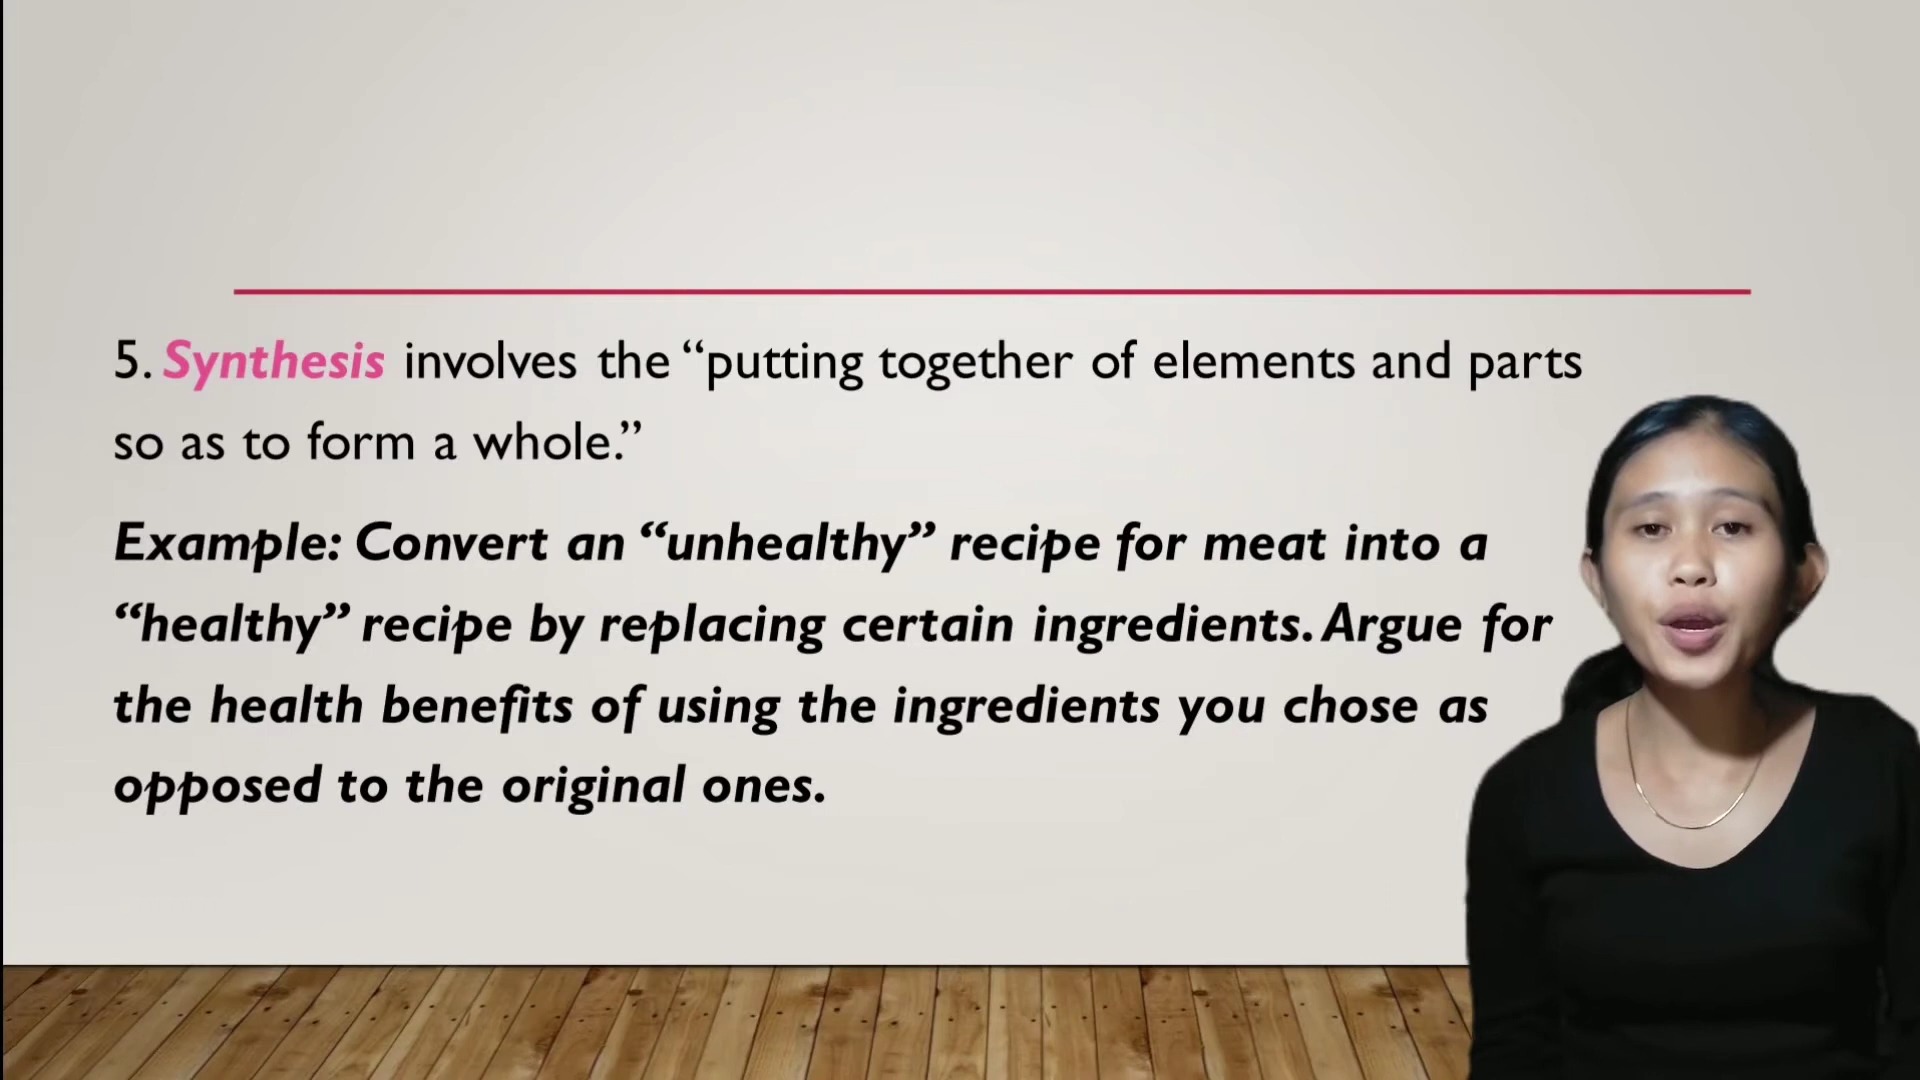 5. Synthesis involves the “putting together of elements and parts
so as to form a whole.”
Example: Convert an “unhealthy” recipe for meat into a
“healthy” recipe by replacing certain ingredients. Argue for
the health benefits of using the ingredients you chose as
opposed to the original ones.